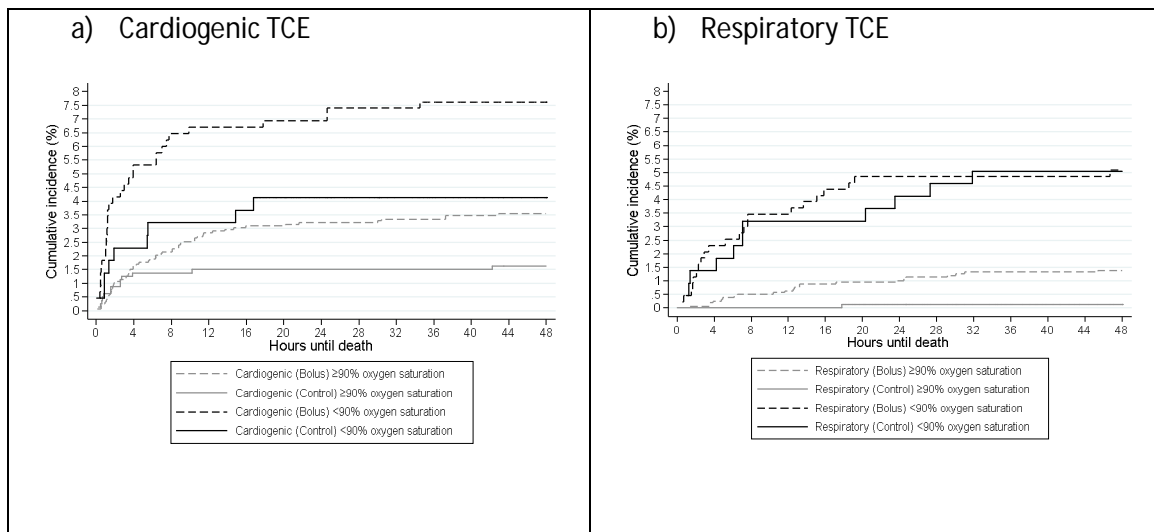 a) Cardiogenic TCE
Cumulative incidence (%)
8
7.5
7
6.5
6
5.5
5
4.5
4
3.5
3
2.5
2
1.5
1
.5
0
0 4 8 12 16 20 24 28 32 36 40 44 48
Hours until death
Cardiogenic (Bolus) ≥90% oxygen saturation
Cardiogenic (Control) ≥90% oxygen saturation
Cardiogenic (Bolus) <90% oxygen saturation
Cardiogenic (Control) <90% oxygen saturation
b) Respiratory TCE
Cumulative incidence (%)
8
7.5
7
6.5
6
5.5
5
4.5
4
3.5
3
2.5
2
1.5
1
.5
0
0 4 8 12 16 20 24 28 32 36 40 44 48
Hours until death
Respiratory (Bolus) ≥90% oxygen saturation
Respiratory (Control) ≥90% oxygen saturation
Respiratory (Bolus) <90% oxygen saturation
Respiratory (Control) <90% oxygen saturation